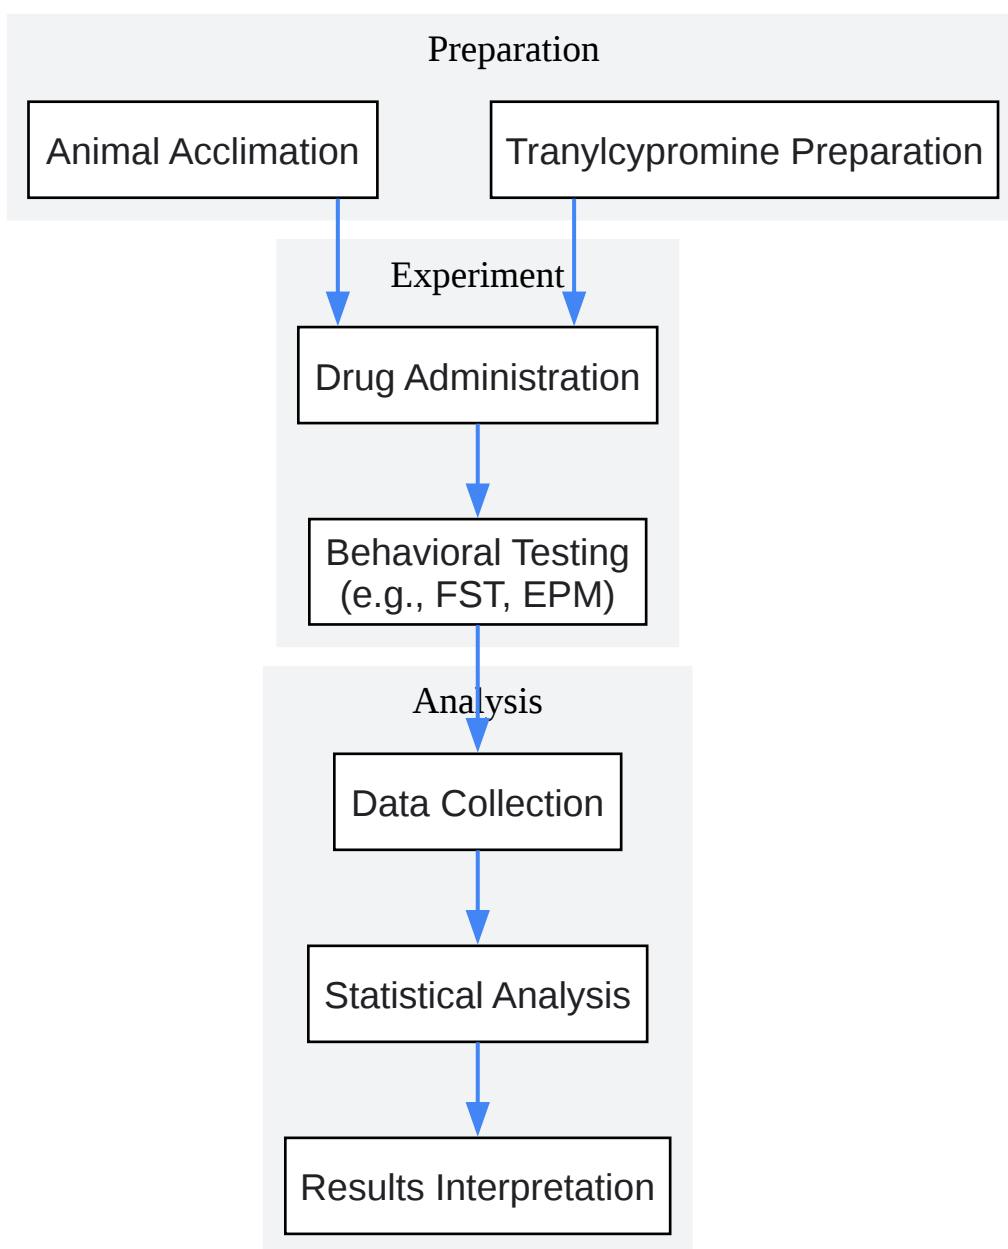 Preparation
Animal Acclimation
Tranylcypromine Preparation
Experiment
Drug Administration
Behavioral Testing
(e.g., FST, EPM)
Analysis
Data Collection
Statistical Analysis
Results Interpretation